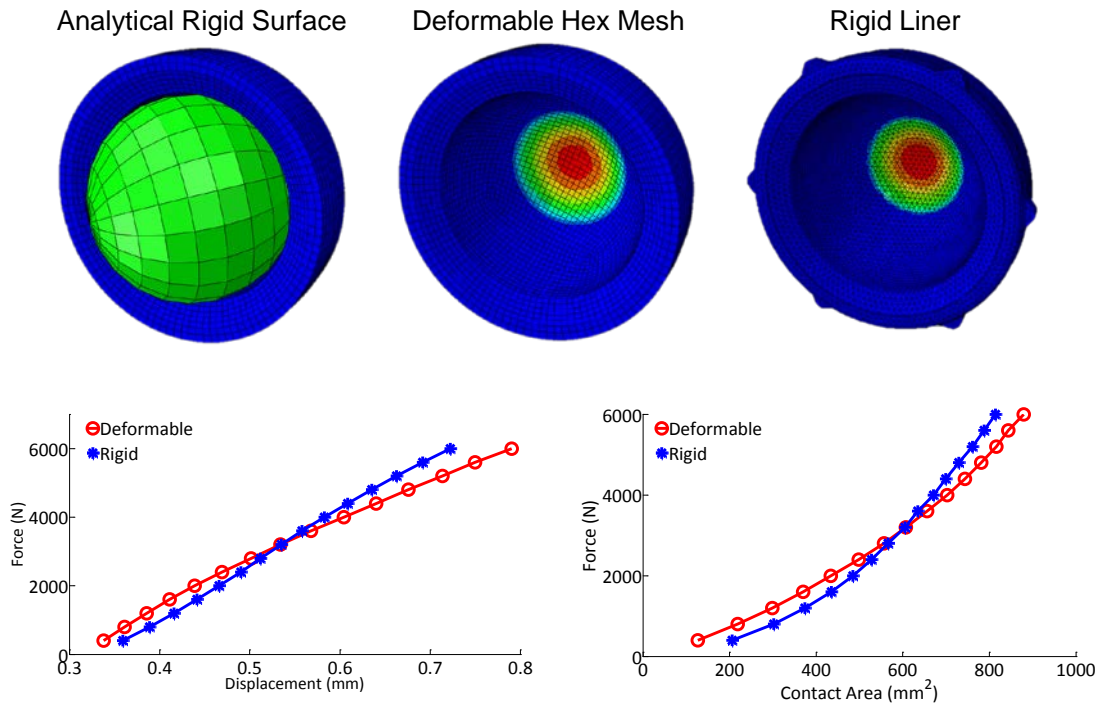 Analytical Rigid Surface
Deformable Hex Mesh
Rigid Liner
Deformable
Rigid
Force (N)
6000
4000
2000
0
0.3 0.4 0.5 0.6 0.7 0.8
Displacement (mm)
Deformable
Rigid
Force (N)
6000
4000
2000
0
0 200 400 600 800 1000
Contact Area (mm²)